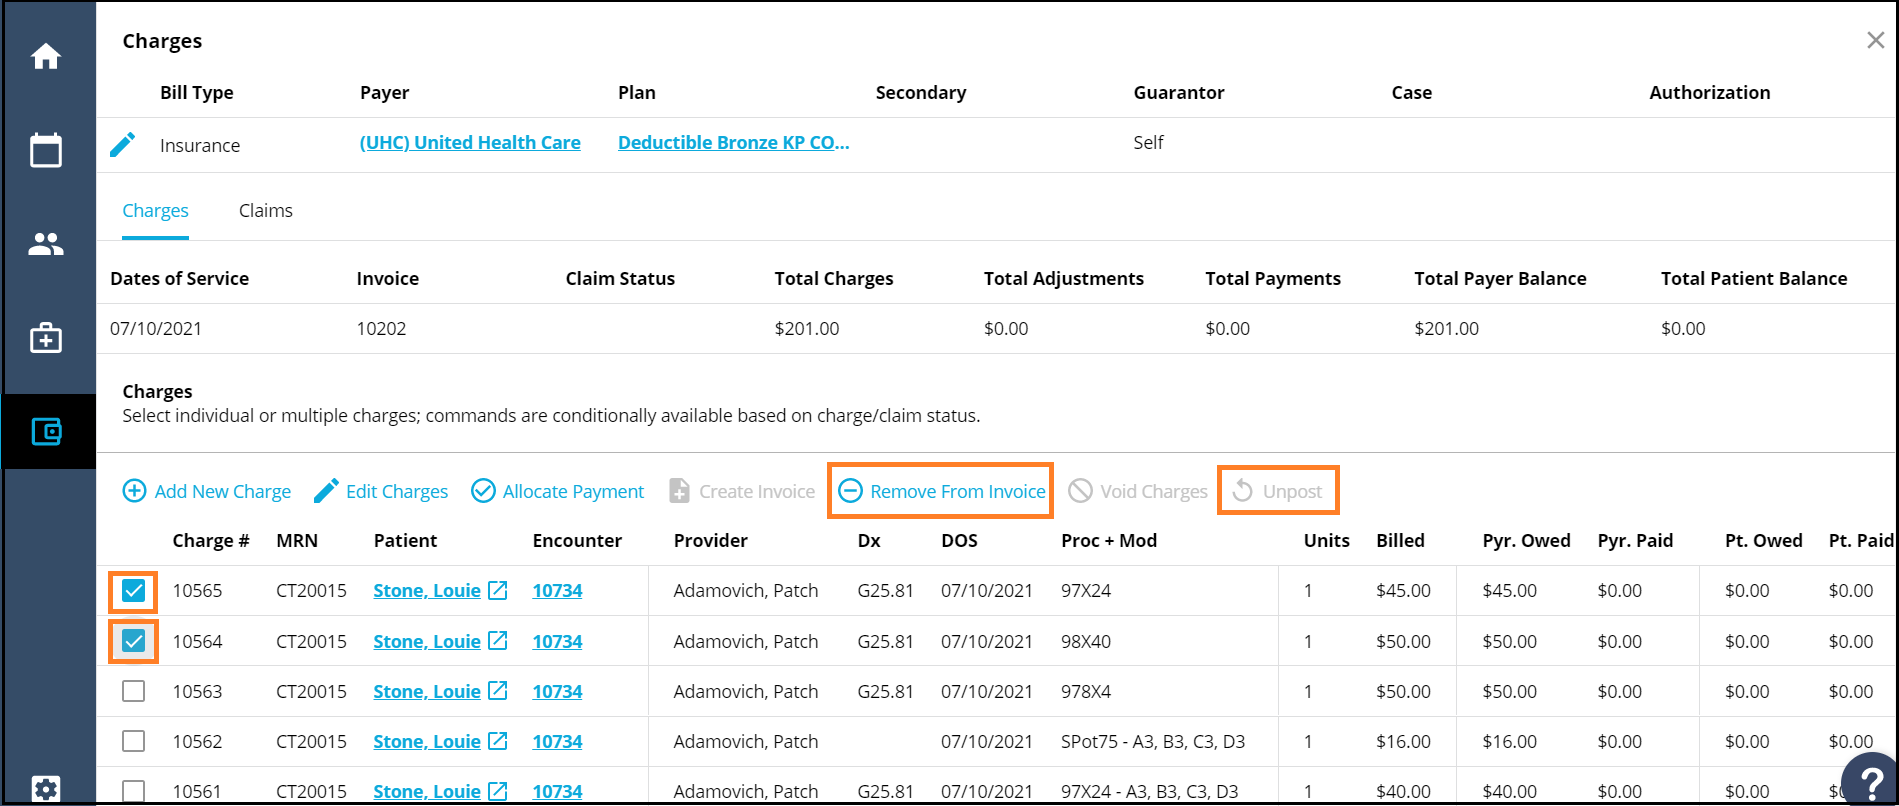 Charges
Bill Type Payer Plan Secondary Guarantor Case Authorization
Insurance (UHC) United Health Care Deductible Bronze KP CO... Self
Charges Claims
Dates of Service Invoice Claim Status Total Charges Total Adjustments Total Payments Total Payer Balance Total Patient Balance
07/10/2021 10202 $201.00 $0.00 $0.00 $201.00 $0.00
Charges
Select individual or multiple charges; commands are conditionally available based on charge/claim status.
Add New Charge Edit Charges Allocate Payment Create Invoice Remove From Invoice Void Charges Unpost
Charge # MRN Patient Encounter Provider Dx DOS Proc + Mod Units Billed Pyr. Owed Pyr. Paid Pt. Owed Pt. Paid
10565 CT20015 Stone, Louie 10734 Adamovich, Patch G25.81 07/10/2021 97X24 1 $45.00 $45.00 $0.00 $0.00 $0.00
10564 CT20015 Stone, Louie 10734 Adamovich, Patch G25.81 07/10/2021 98X40 1 $50.00 $50.00 $0.00 $0.00 $0.00
10563 CT20015 Stone, Louie 10734 Adamovich, Patch G25.81 07/10/2021 978X4 1 $50.00 $50.00 $0.00 $0.00 $0.00
10562 CT20015 Stone, Louie 10734 Adamovich, Patch 07/10/2021 SPot75 - A3, B3, C3, D3 1 $16.00 $16.00 $0.00 $0.00 $0.00
10561 CT20015 Stone, Louie 10734 Adamovich, Patch G25.81 07/10/2021 97X24 - A3, B3, C3, D3 1 $40.00 $40.00 $0.00 $0.00
?